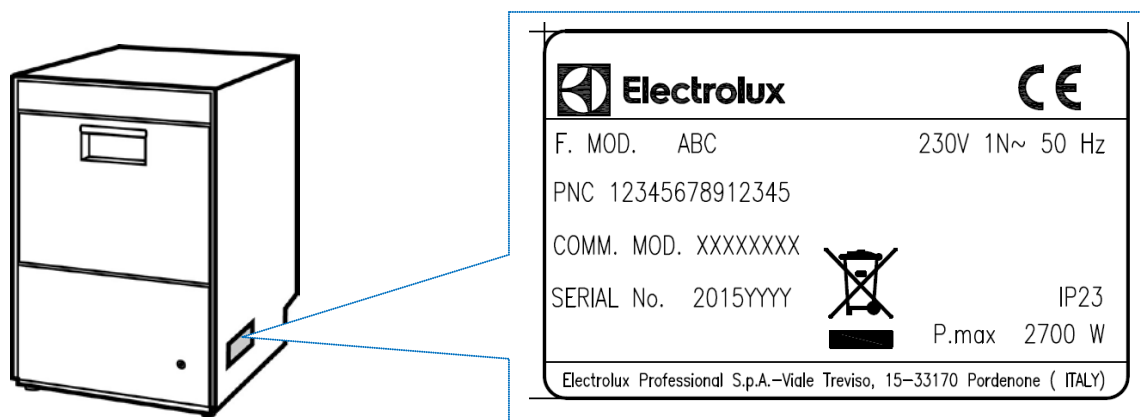 Electrolux CE
F. MOD. ABC 230V 1N~ 50 Hz
PNC 12345678912345
COMM. MOD. XXXXXXXX
SERIAL No. 2015YYYY IP23
P.max 2700 W
Electrolux Professional S.p.A.–Viale Treviso, 15–33170 Pordenone ( ITALY)